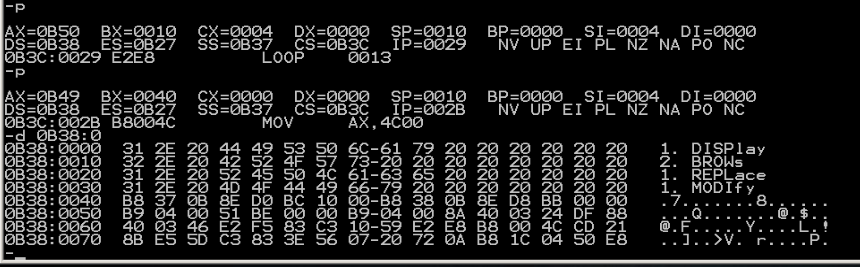 -p
AX=0B50  BX=0010  CX=0004  DX=0000  SP=0010  BP=0000  SI=0004  DI=0000
DS=0B38  ES=0B27  SS=0B37  CS=0B3C  IP=0029   NV UP EI PL NZ NA PO NC
0B3C:0029 E2E8          LOOP    0013
-p
AX=0B49  BX=0040  CX=0000  DX=0000  SP=0010  BP=0000  SI=0004  DI=0000
DS=0B38  ES=0B27  SS=0B37  CS=0B3C  IP=002B   NV UP EI PL NZ NA PO NC
0B3C:002B B8004C        MOV     AX,4C00
-d 0B38:0
0B38:0000  31 2E 20 44 49 53 50 6C-61 79 20 20 20 20 20 20   1. DISPlay
0B38:0010  32 2E 20 42 52 4F 57 73-20 20 20 20 20 20 20 20   2. BROWs
0B38:0020  31 2E 20 52 45 50 4C 61-63 65 20 20 20 20 20 20   1. REPLace
0B38:0030  31 2E 20 4D 4F 44 49 66-79 20 20 20 20 20 20 20   1. MODIfy
0B38:0040  B8 37 0B 8E D0 BC 10 00-B8 38 0B 8E D8 BB 00 00   .7.......8......
0B38:0050  B9 04 00 51 BE 00 00 B9-04 00 8A 40 03 24 DF 88   ...Q.......@.$..
0B38:0060  40 03 46 E2 F5 83 C3 10-59 E2 E8 B8 00 4C CD 21   @.F.....Y....L.!
0B38:0070  8B E5 5D C3 83 3E 56 07-20 72 0A B8 1C 04 50 E8   ..]..>V. r....P.
-